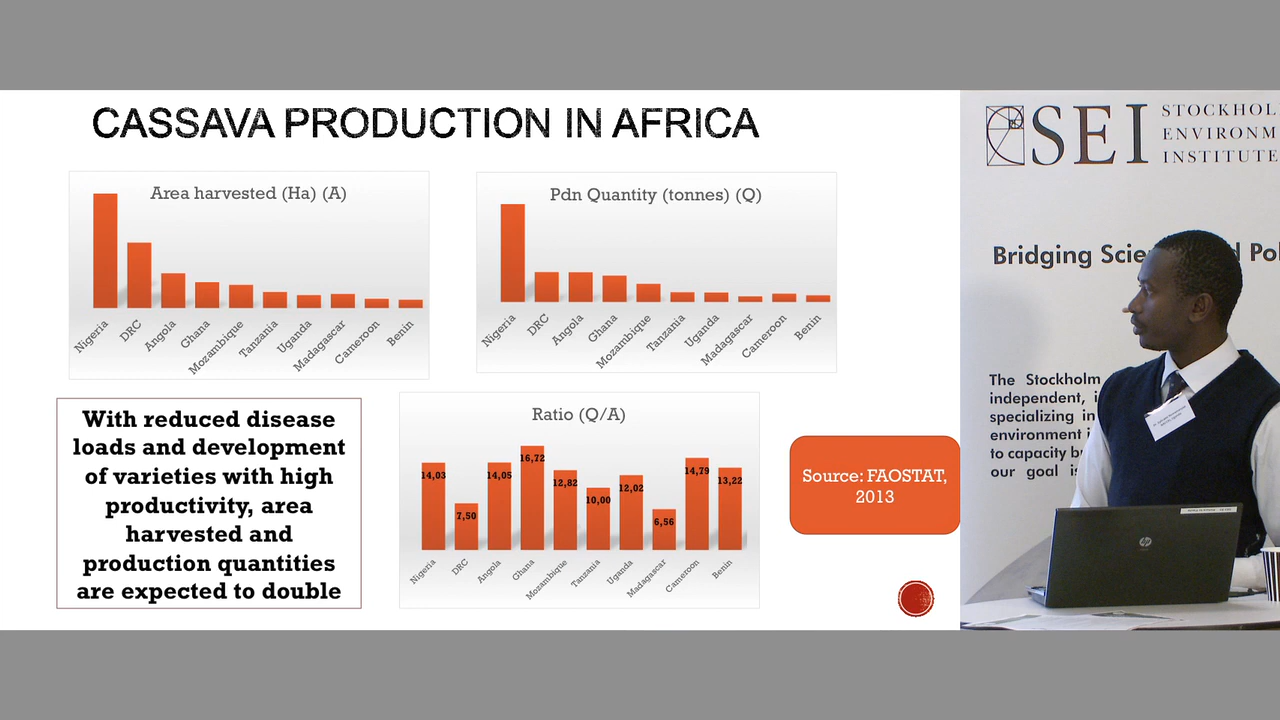 CASSAVA PRODUCTION IN AFRICA
Area harvested (Ha) (A)
Nigeria
DRC
Angola
Ghana
Mozambique
Tanzania
Uganda
Madagascar
Cameroon
Benin
Pdn Quantity (tonnes) (Q)
Nigeria
DRC
Angola
Ghana
Mozambique
Tanzania
Uganda
Madagascar
Cameroon
Benin
With reduced disease
loads and development
of varieties with high
productivity, area
harvested and
production quantities
are expected to double
Ratio (Q/A)
14,03
7,50
14,05
16,72
12,82
10,00
12,02
6,56
14,79
13,22
Nigeria
DRC
Angola
Ghana
Mozambique
Tanzania
Uganda
Madagascar
Cameroon
Benin
Source: FAOSTAT,
2013
SEI
STOCKHOL
ENVIRONM
INSTITUTE
Bridging Scie d Pol
The Stockholm
independent, i
specializing in
environment i
to capacity bu
our goal is
hp